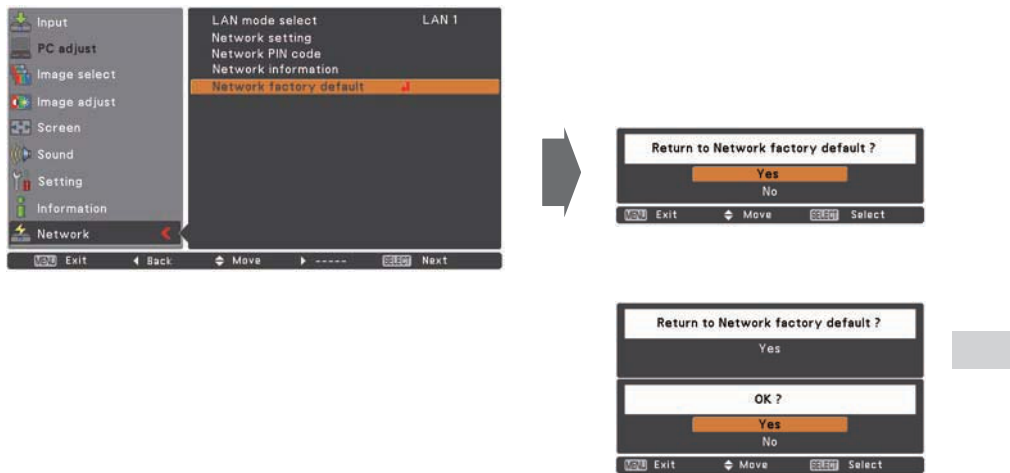 Input
PC adjust
Image select
Image adjust
Screen
Sound
Setting
Information
Network
LAN mode select LAN 1
Network setting
Network PIN code
Network information
Network factory default
MENU Exit Back Move ----- SELECT Next
Return to Network factory default ?
Yes
No
MENU Exit Move SELECT Select
Return to Network factory default ?
Yes
OK ?
Yes
No
MENU Exit Move SELECT Select